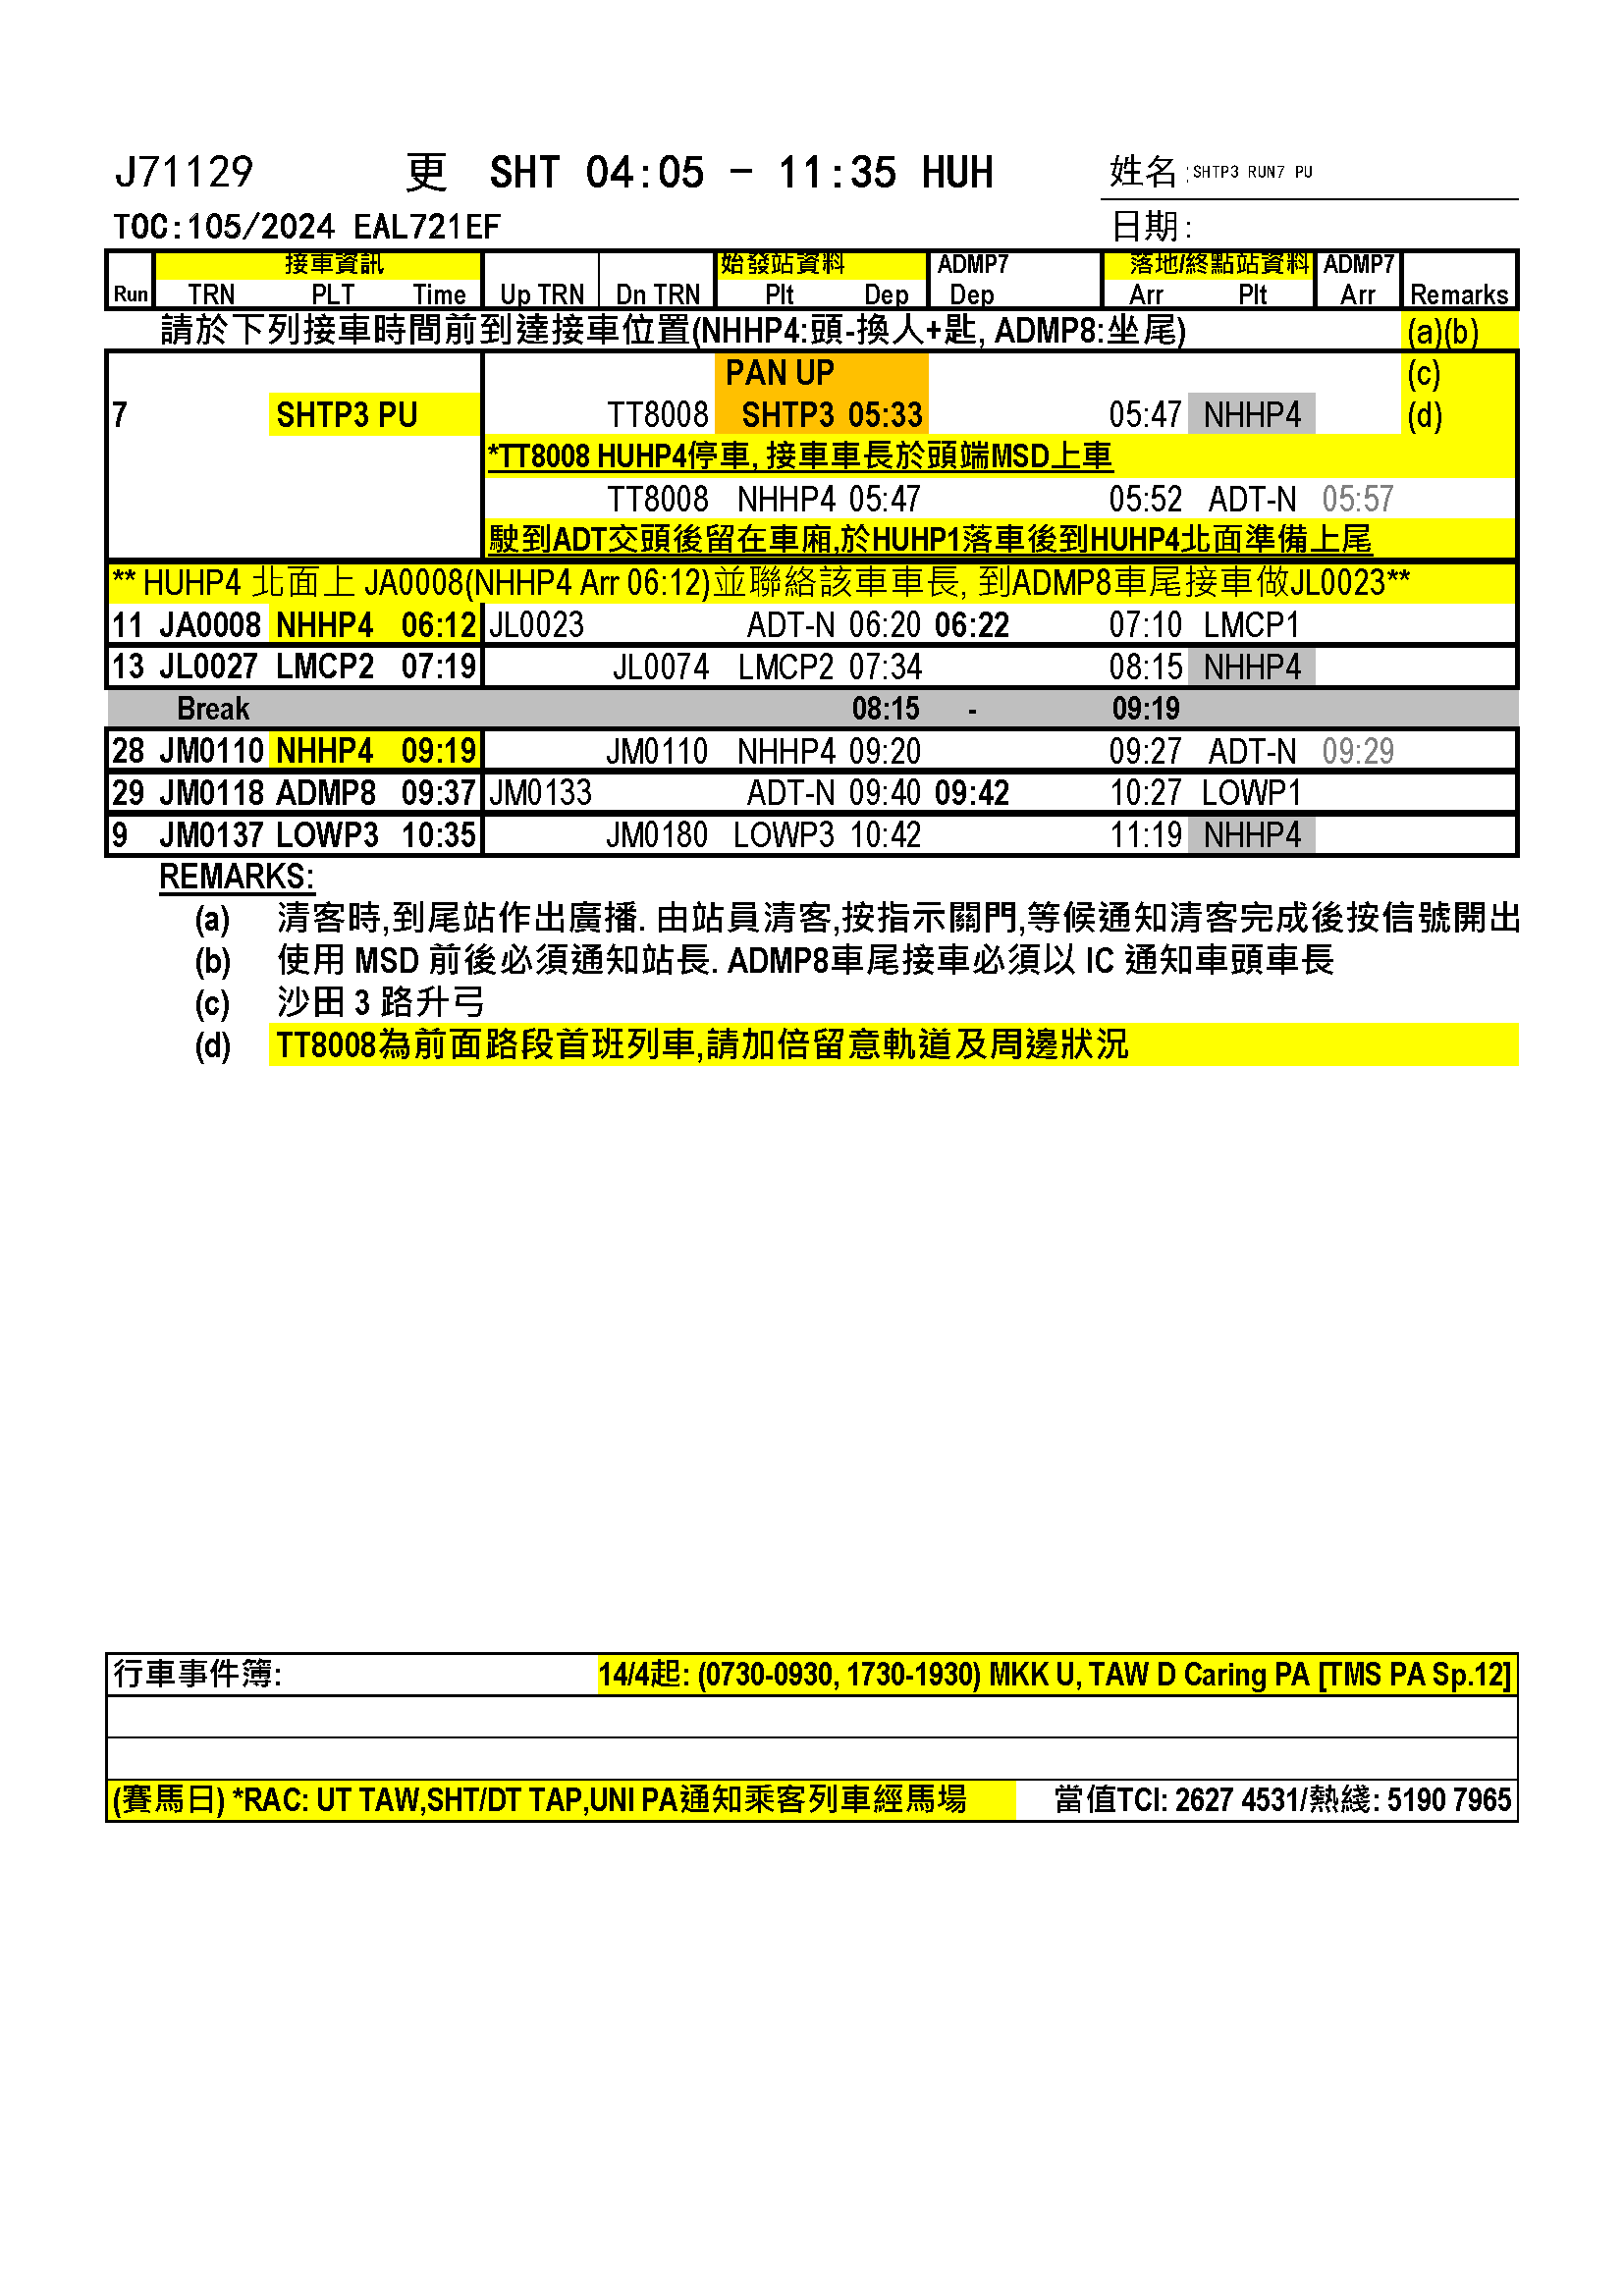 J71129 更 SHT 04:05 - 11:35 HUH 姓名:SHTP3 RUN7 PU
TOC:105/2024 EAL721EF 日期:
接車資訊 始發站資料 ADMP7 落地/終點站資料 ADMP7
Run TRN PLT Time Up TRN Dn TRN Plt Dep Dep Arr Plt Arr Remarks
請於下列接車時間前到達接車位置(NHHP4:頭-換人+匙, ADMP8:坐尾) (a)(b)
PAN UP (c)
7 SHTP3 PU TT8008 SHTP3 05:33 05:47 NHHP4 (d)
*TT8008 HUHP4停車, 接車車長於頭端MSD上車
TT8008 NHHP4 05:47 05:52 ADT-N 05:57
駛到ADT交頭後留在車廂,於HUHP1落車後到HUHP4北面準備上尾
** HUHP4 北面上 JA0008(NHHP4 Arr 06:12)並聯絡該車車長, 到ADMP8車尾接車做JL0023**
11 JA0008 NHHP4 06:12 JL0023 ADT-N 06:20 06:22 07:10 LMCP1
13 JL0027 LMCP2 07:19 JL0074 LMCP2 07:34 08:15 NHHP4
Break 08:15 - 09:19
28 JM0110 NHHP4 09:19 JM0110 NHHP4 09:20 09:27 ADT-N 09:29
29 JM0118 ADMP8 09:37 JM0133 ADT-N 09:40 09:42 10:27 LOWP1
9 JM0137 LOWP3 10:35 JM0180 LOWP3 10:42 11:19 NHHP4
REMARKS:
(a) 清客時,到尾站作出廣播. 由站員清客,按指示關門,等候通知清客完成後按信號開出
(b) 使用 MSD 前後必須通知站長. ADMP8車尾接車必須以 IC 通知車頭車長
(c) 沙田 3 路升弓
(d) TT8008為前面路段首班列車,請加倍留意軌道及周邊狀況
行車事件簿: 14/4起: (0730-0930, 1730-1930) MKK U, TAW D Caring PA [TMS PA Sp.12]
(賽馬日) *RAC: UT TAW,SHT/DT TAP,UNI PA通知乘客列車經馬場 當值TCI: 2627 4531/熱綫: 5190 7965